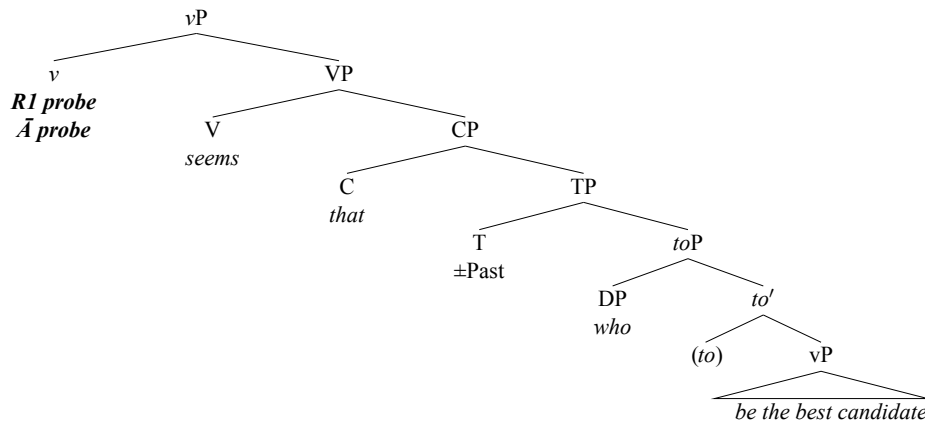 vP
v VP
R1 probe
Ā probe
V CP
seems
C TP
that
T toP
±Past
DP to′
who
(to) vP
be the best candidate